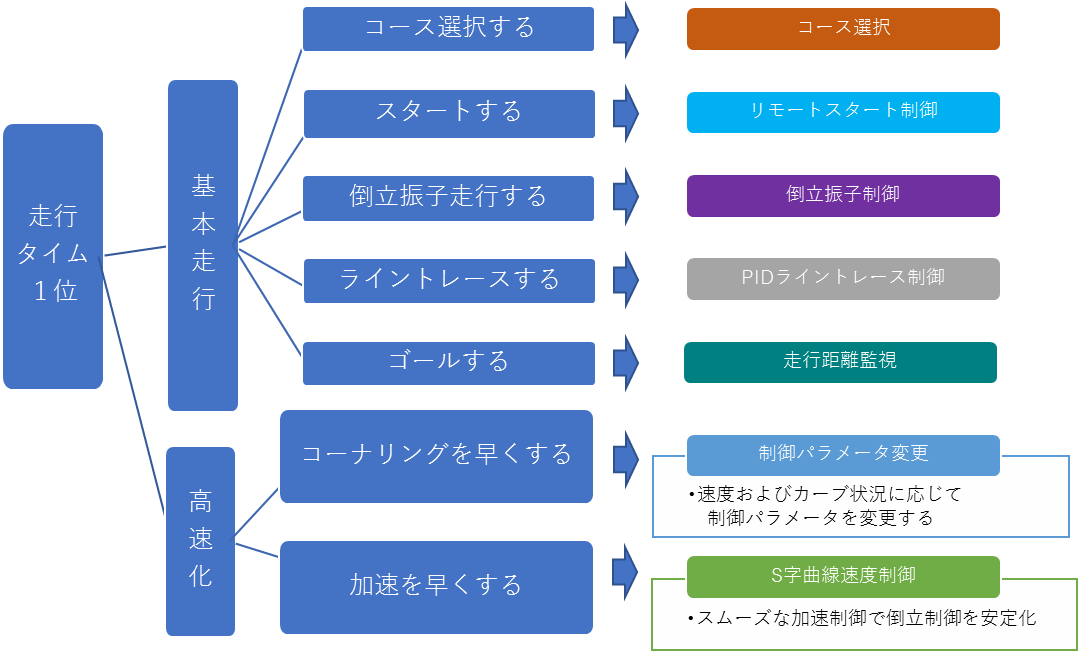 走行
タイム
１位
基
本
走
行
高
速
化
コース選択する
コース選択
スタートする
リモートスタート制御
倒立振子走行する
倒立振子制御
ライントレースする
PIDライントレース制御
ゴールする
走行距離監視
コーナリングを早くする
制御パラメータ変更
・速度およびカーブ状況に応じて
制御パラメータを変更する
加速を早くする
S字曲線速度制御
・スムーズな加速制御で倒立制御を安定化